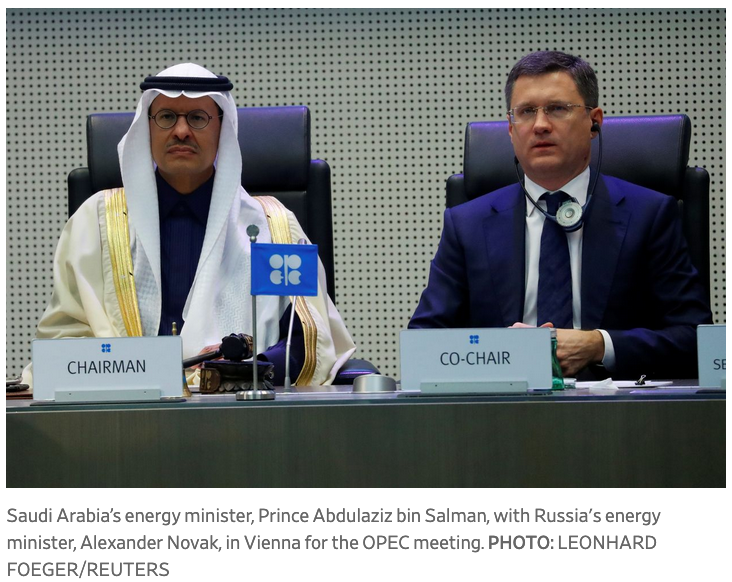 CHAIRMAN
CO-CHAIR
SE
Saudi Arabia's energy minister, Prince Abdulaziz bin Salman, with Russia's energy
minister, Alexander Novak, in Vienna for the OPEC meeting. PHOTO: LEONHARD
FOEGER/REUTERS